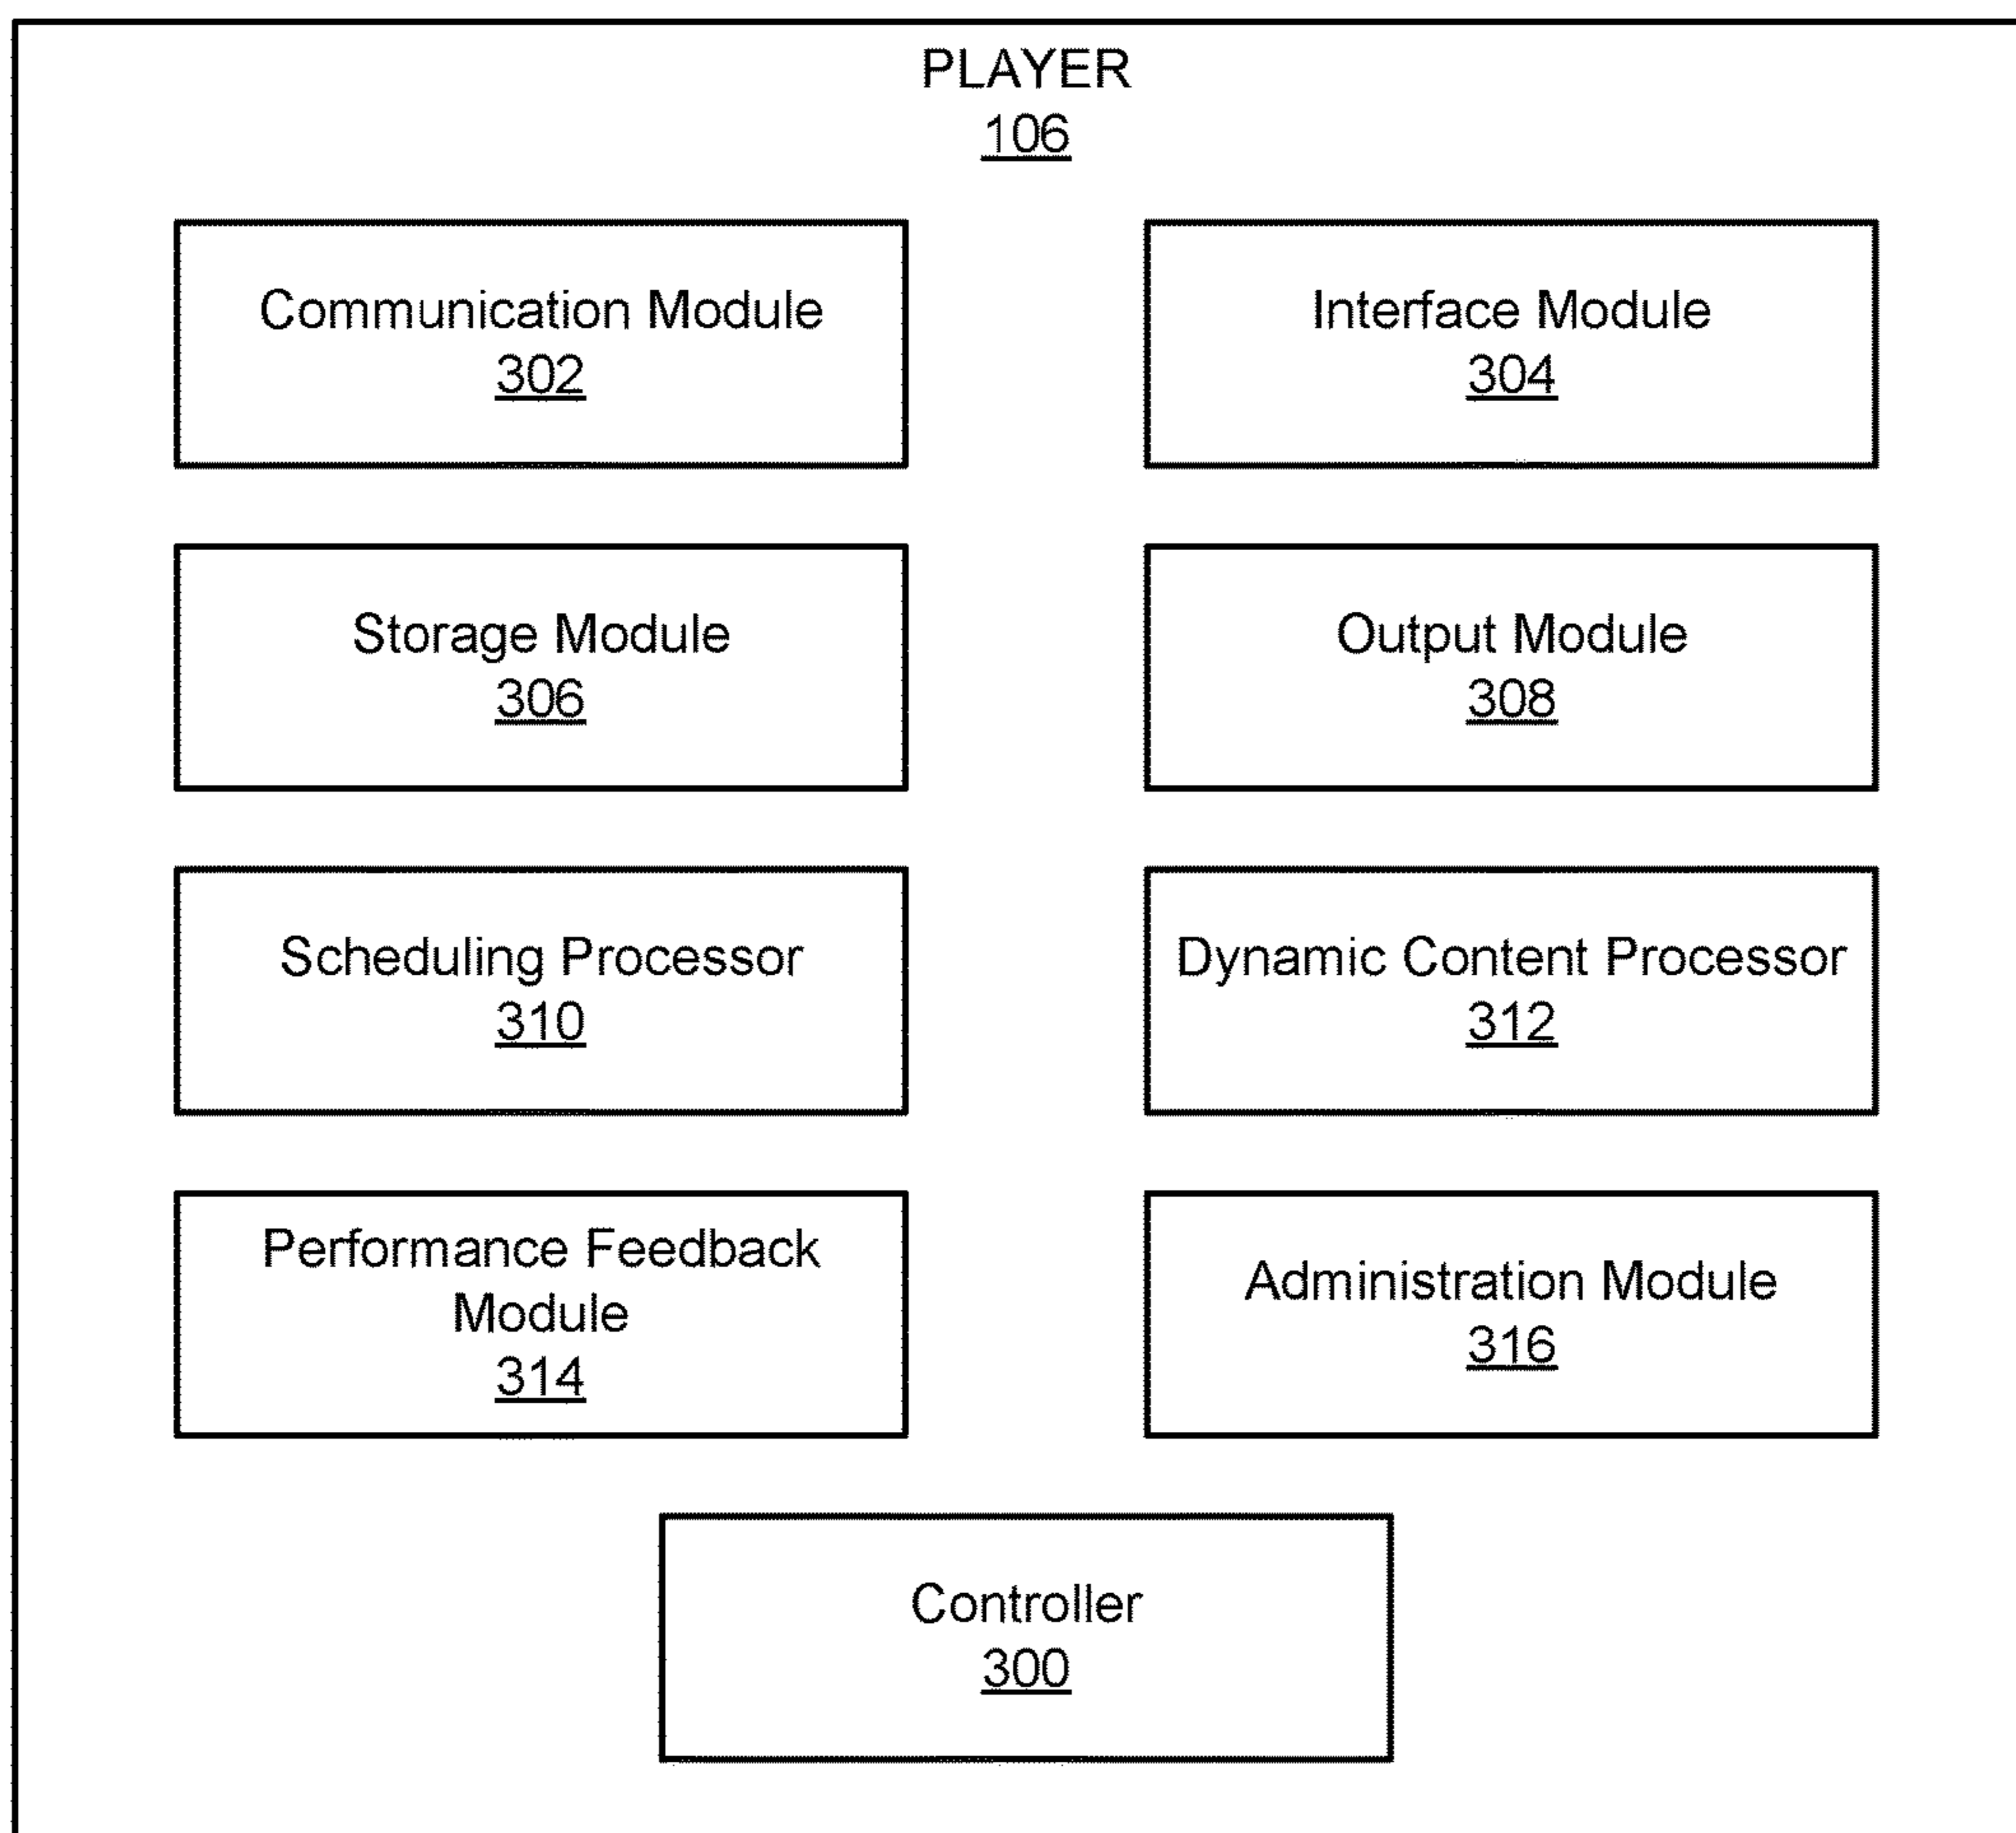 PLAYER
106
Communication Module
302
Interface Module
304
Storage Module
306
Output Module
308
Scheduling Processor
310
Dynamic Content Processor
312
Performance Feedback
Module
314
Administration Module
316
Controller
300